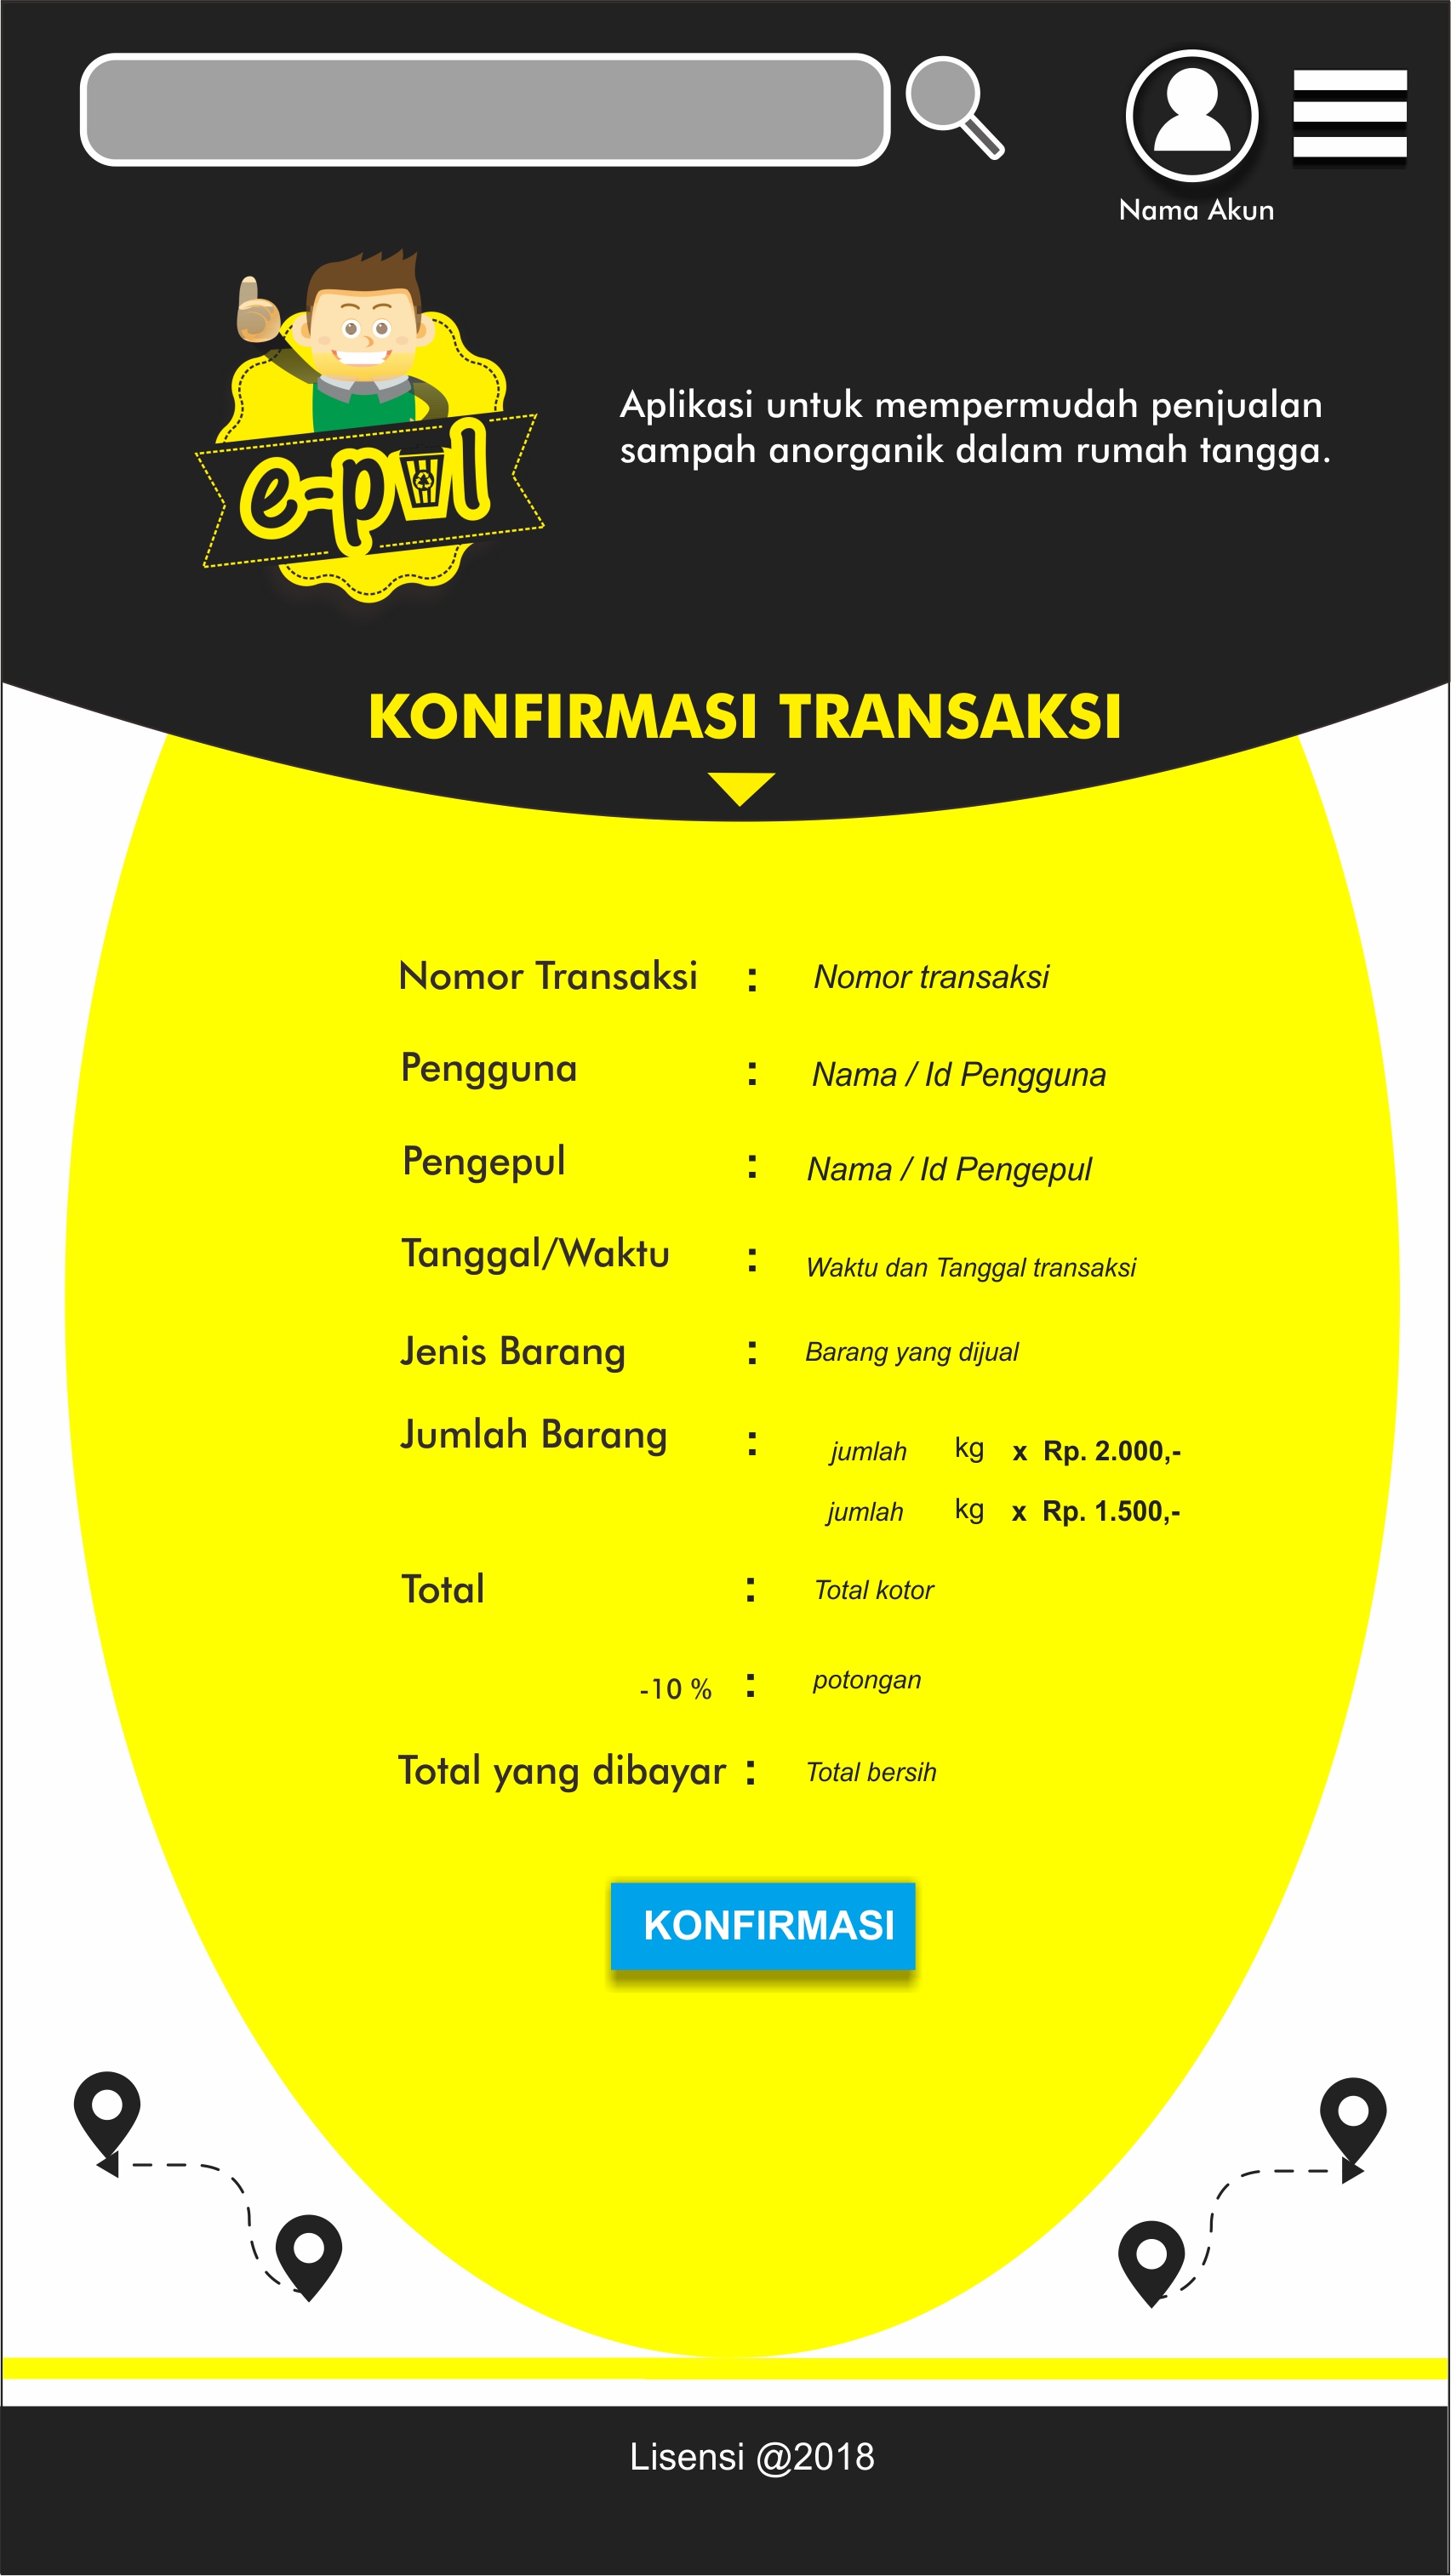 Nama Akun
e-pul
Aplikasi untuk mempermudah penjualan
sampah anorganik dalam rumah tangga.
KONFIRMASI TRANSAKSI
Nomor Transaksi : Nomor transaksi
Pengguna : Nama / Id Pengguna
Pengepul : Nama / Id Pengepul
Tanggal/Waktu : Waktu dan Tanggal transaksi
Jenis Barang : Barang yang dijual
Jumlah Barang : jumlah kg x Rp. 2.000,-
jumlah kg x Rp. 1.500,-
Total : Total kotor
-10 % : potongan
Total yang dibayar : Total bersih
KONFIRMASI
Lisensi @2018